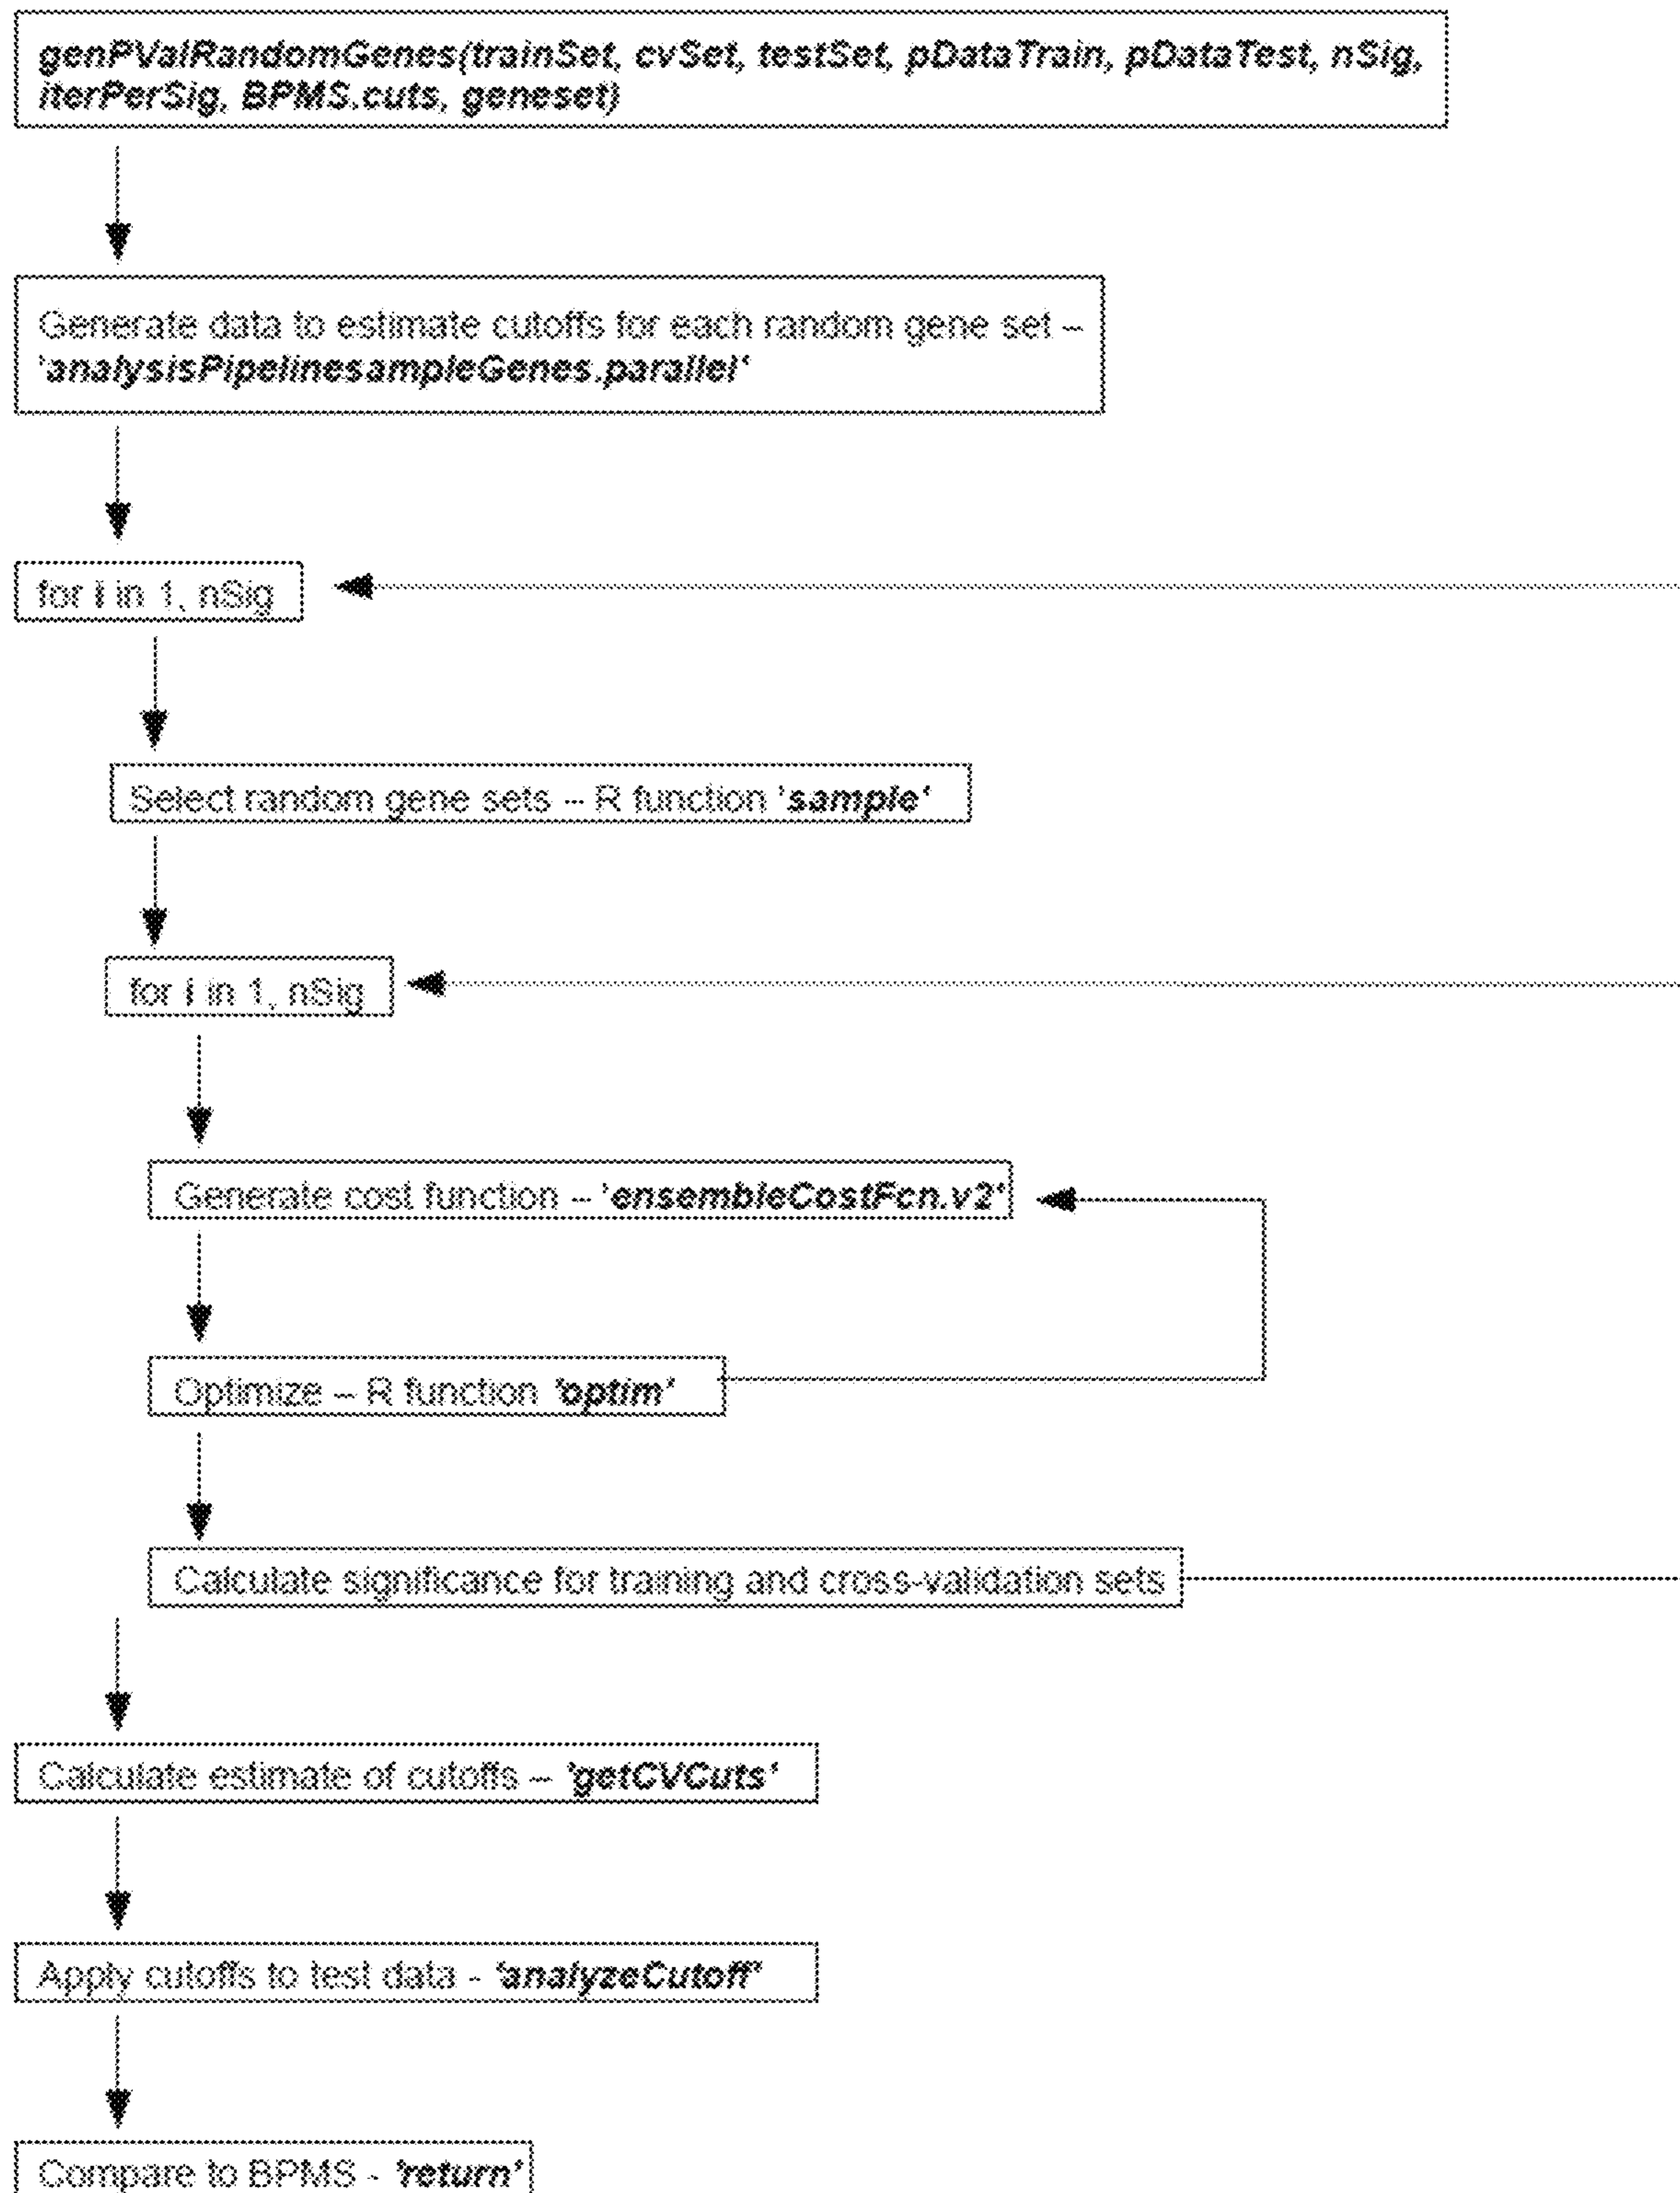 genPValRandomGenes(trainSet, cvSet, testSet, pDataTrain, pDataTest, nSig,
iterPerSig, BPMS.cuts, geneset)
Generate data to estimate cutoffs for each random gene set –
'analysisPipelinesampleGenes.parallel'
for i in 1, nSig
Select random gene sets – R function 'sample'
for i in 1, nSig
Generate cost function – 'ensembleCostFcn.v2'
Optimize – R function 'optim'
Calculate significance for training and cross-validation sets
Calculate estimate of cutoffs – 'getCVCuts'
Apply cutoffs to test data - 'analyzeCutoff'
Compare to BPMS - 'return'